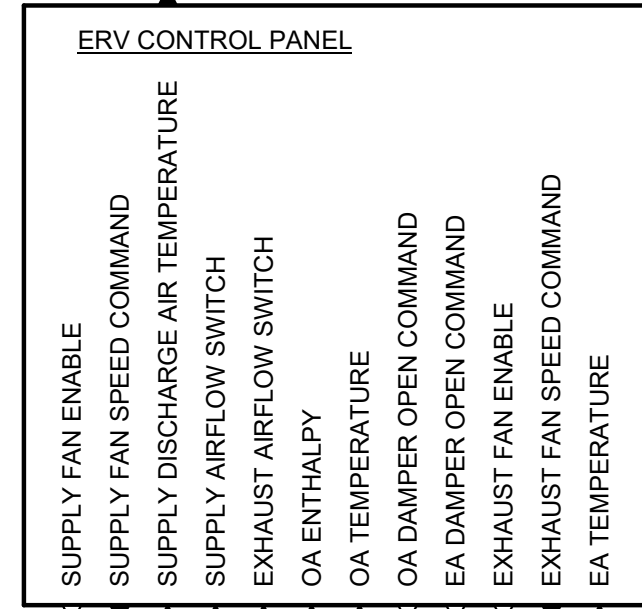 ERV CONTROL PANEL
SUPPLY FAN ENABLE
SUPPLY FAN SPEED COMMAND
SUPPLY DISCHARGE AIR TEMPERATURE
SUPPLY AIRFLOW SWITCH
EXHAUST AIRFLOW SWITCH
OA ENTHALPY
OA TEMPERATURE
OA DAMPER OPEN COMMAND
EA DAMPER OPEN COMMAND
EXHAUST FAN ENABLE
EXHAUST FAN SPEED COMMAND
EA TEMPERATURE